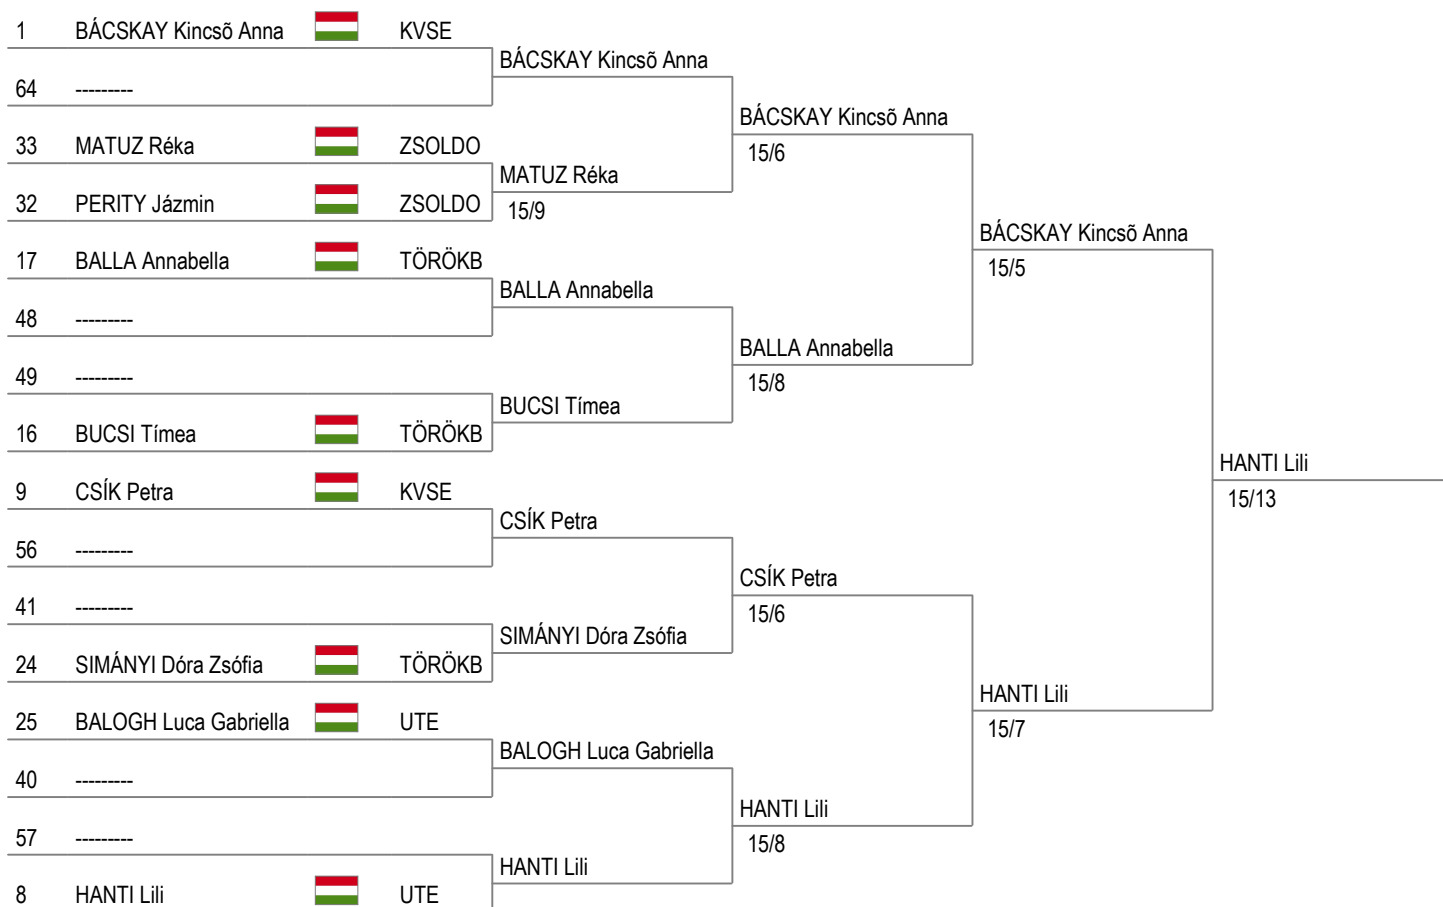 1 BÁCSKAY Kincsõ Anna KVSE
BÁCSKAY Kincsõ Anna
64 ---------
BÁCSKAY Kincsõ Anna
33 MATUZ Réka ZSOLDO
15/6
MATUZ Réka
32 PERITY Jázmin ZSOLDO
15/9
BÁCSKAY Kincsõ Anna
17 BALLA Annabella TÖRÖKB
15/5
BALLA Annabella
48 ---------
BALLA Annabella
49 ---------
15/8
BUCSI Tímea
16 BUCSI Tímea TÖRÖKB
HANTI Lili
9 CSÍK Petra KVSE
15/13
CSÍK Petra
56 ---------
CSÍK Petra
41 ---------
15/6
SIMÁNYI Dóra Zsófia
24 SIMÁNYI Dóra Zsófia TÖRÖKB
HANTI Lili
25 BALOGH Luca Gabriella UTE
15/7
BALOGH Luca Gabriella
40 ---------
HANTI Lili
57 ---------
15/8
HANTI Lili
8 HANTI Lili UTE